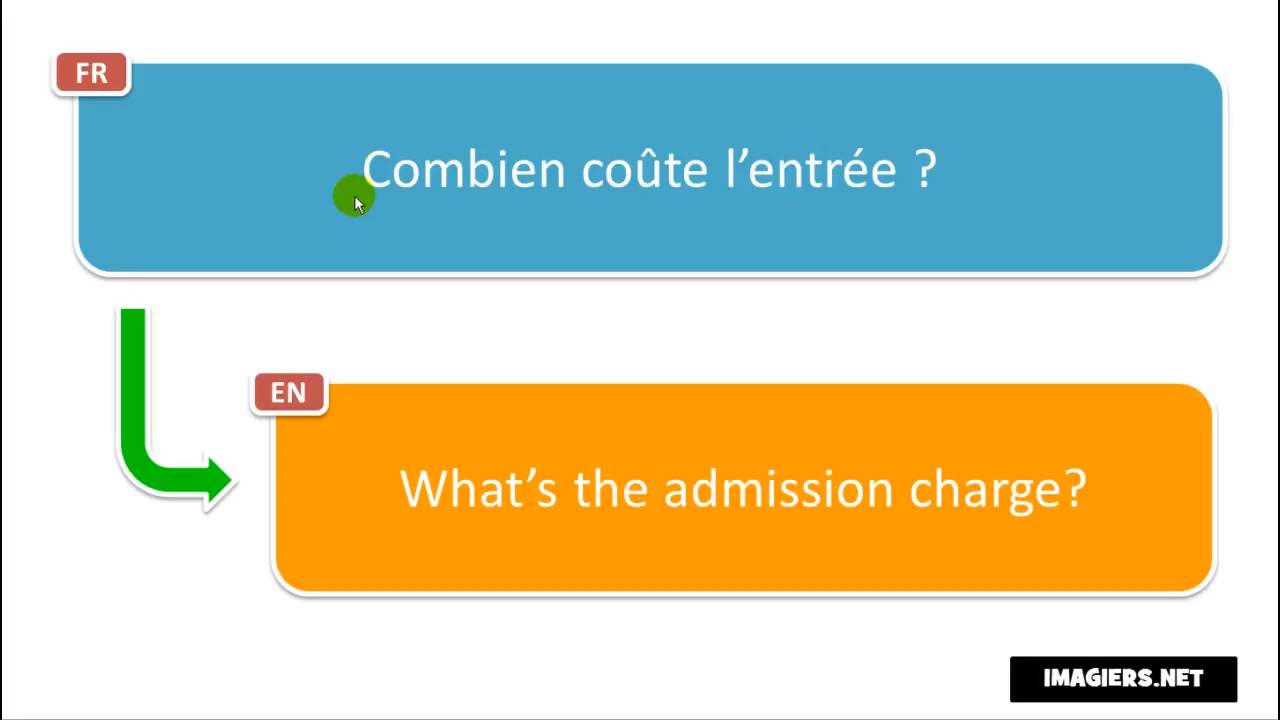 FR
Combien coûte l’entrée ?
EN
What’s the admission charge?
IMAGIERS.NET